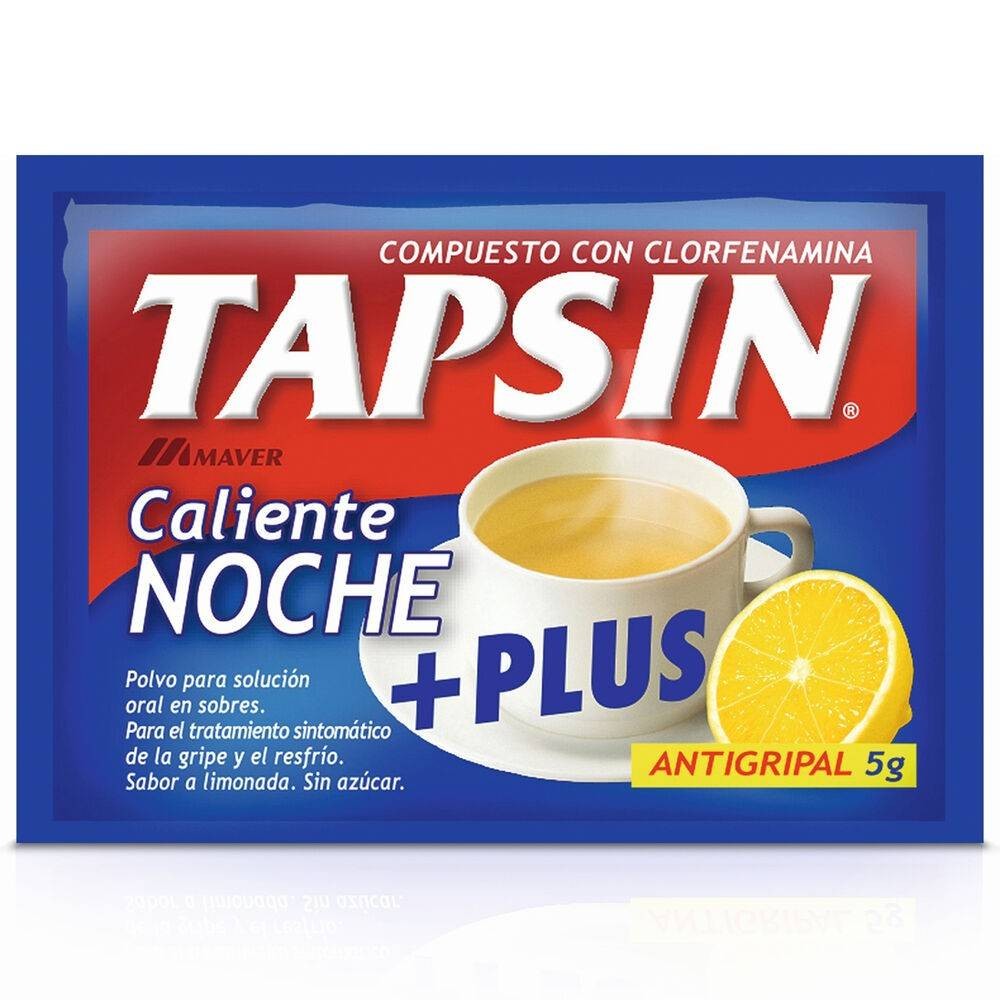 COMPUESTO CON CLORFENAMINA
TAPSIN®
MAVER
Caliente
NOCHE
+PLUS
Polvo para solución
oral en sobres.
Para el tratamiento sintomático
de la gripe y el resfrío.
Sabor a limonada. Sin azúcar.
ANTIGRIPAL 5g